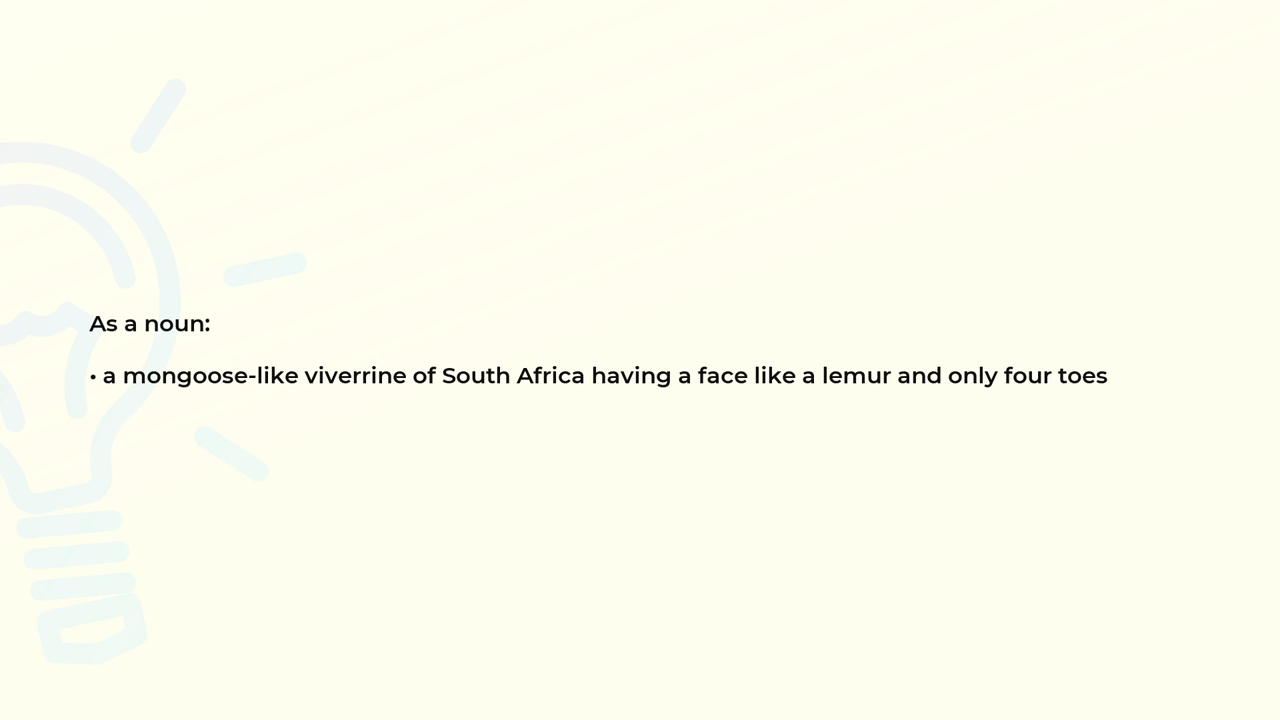 As a noun:
• a mongoose-like viverrine of South Africa having a face like a lemur and only four toes